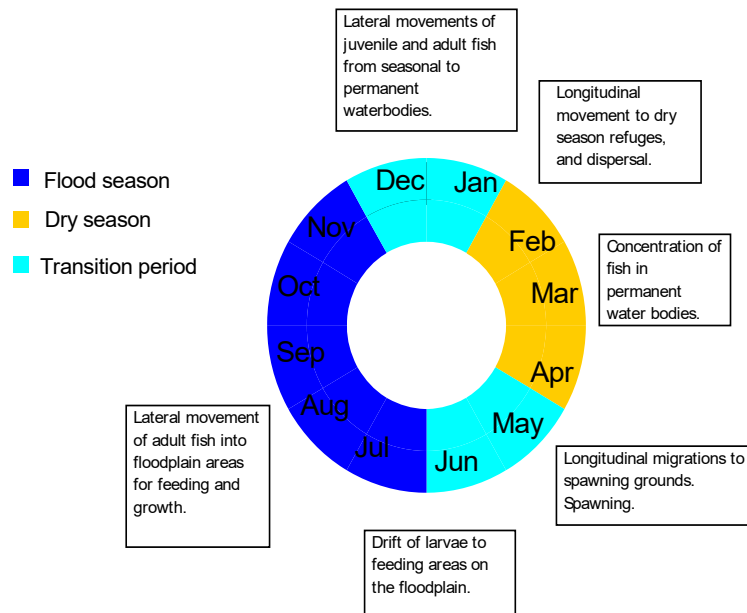 Lateral movements of
juvenile and adult fish
from seasonal to
permanent
waterbodies.
Longitudinal
movement to dry
season refuges,
and dispersal.
Flood season
Dry season
Transition period
Dec
Jan
Nov
Feb
Oct
Mar
Sep
Apr
Aug
May
Jul
Jun
Concentration of
fish in
permanent
water bodies.
Lateral movement
of adult fish into
floodplain areas
for feeding and
growth.
Longitudinal migrations to
spawning grounds.
Spawning.
Drift of larvae to
feeding areas on
the floodplain.